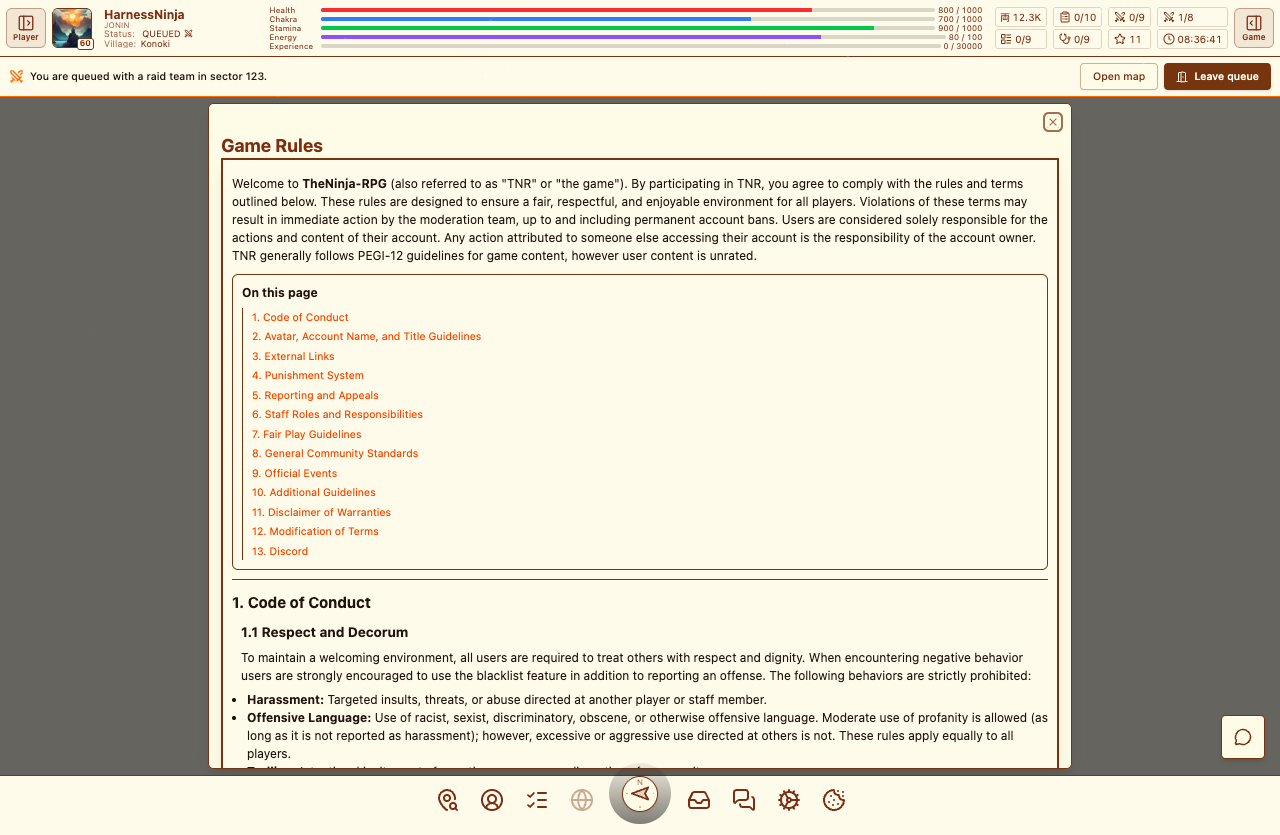 Player
60
HarnessNinja
JONIN
Status: QUEUED
Village: Konoki
Health 800 / 1000
Chakra 700 / 1000
Stamina 900 / 1000
Energy 80 / 100
Experience 0 / 30000
12.3K 0/10 0/9 1/8
0/9 0/9 11 08:36:41
Game
You are queued with a raid team in sector 123.
Open map
Leave queue
Game Rules
Welcome to TheNinja-RPG (also referred to as "TNR" or "the game"). By participating in TNR, you agree to comply with the rules and terms
outlined below. These rules are designed to ensure a fair, respectful, and enjoyable environment for all players. Violations of these terms may
result in immediate action by the moderation team, up to and including permanent account bans. Users are considered solely responsible for the
actions and content of their account. Any action attributed to someone else accessing their account is the responsibility of the account owner.
TNR generally follows PEGI-12 guidelines for game content, however user content is unrated.
On this page
1. Code of Conduct
2. Avatar, Account Name, and Title Guidelines
3. External Links
4. Punishment System
5. Reporting and Appeals
6. Staff Roles and Responsibilities
7. Fair Play Guidelines
8. General Community Standards
9. Official Events
10. Additional Guidelines
11. Disclaimer of Warranties
12. Modification of Terms
13. Discord
1. Code of Conduct
1.1 Respect and Decorum
To maintain a welcoming environment, all users are required to treat others with respect and dignity. When encountering negative behavior
users are strongly encouraged to use the blacklist feature in addition to reporting an offense. The following behaviors are strictly prohibited:
• Harassment: Targeted insults, threats, or abuse directed at another player or staff member.
• Offensive Language: Use of racist, sexist, discriminatory, obscene, or otherwise offensive language. Moderate use of profanity is allowed (as
long as it is not reported as harassment); however, excessive or aggressive use directed at others is not. These rules apply equally to all
players.
N